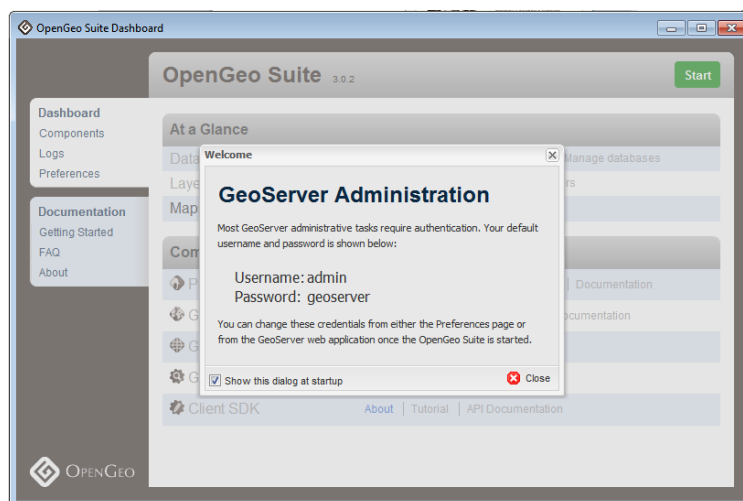 OpenGeo Suite Dashboard
OpenGeo Suite 3.0.2
Start
Dashboard
Components
Logs
Preferences
Documentation
Getting Started
FAQ
About
At a Glance
Manage databases
Welcome
GeoServer Administration
Most GeoServer administrative tasks require authentication. Your default
username and password is shown below:
Username: admin
Password: geoserver
You can change these credentials from either the Preferences page or
from the GeoServer web application once the OpenGeo Suite is started.
Show this dialog at startup
Close
Documentation
Client SDK
About | Tutorial | API Documentation
OPENGEO